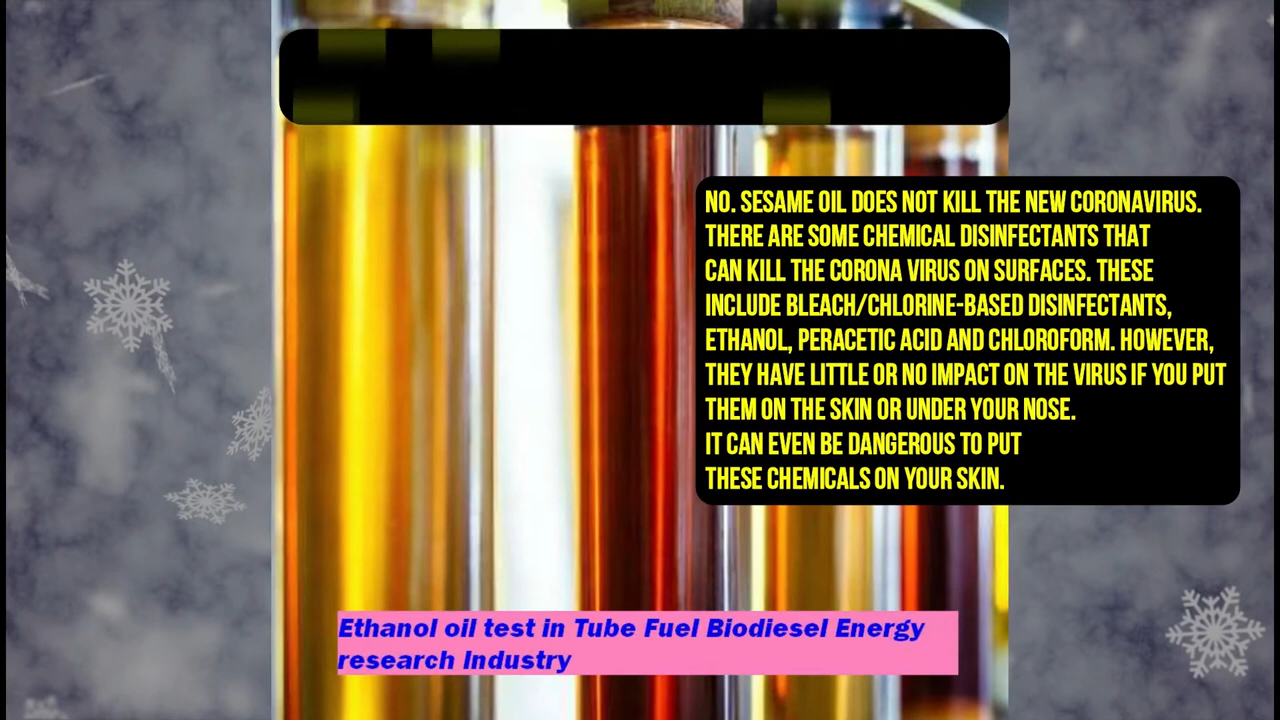 NO. SESAME OIL DOES NOT KILL THE NEW CORONAVIRUS.
THERE ARE SOME CHEMICAL DISINFECTANTS THAT
CAN KILL THE CORONA VIRUS ON SURFACES. THESE
INCLUDE BLEACH/CHLORINE-BASED DISINFECTANTS,
ETHANOL, PERACETIC ACID AND CHLOROFORM. HOWEVER,
THEY HAVE LITTLE OR NO IMPACT ON THE VIRUS IF YOU PUT
THEM ON THE SKIN OR UNDER YOUR NOSE.
IT CAN EVEN BE DANGEROUS TO PUT
THESE CHEMICALS ON YOUR SKIN.
Ethanol oil test in Tube Fuel Biodiesel Energy
research Industry